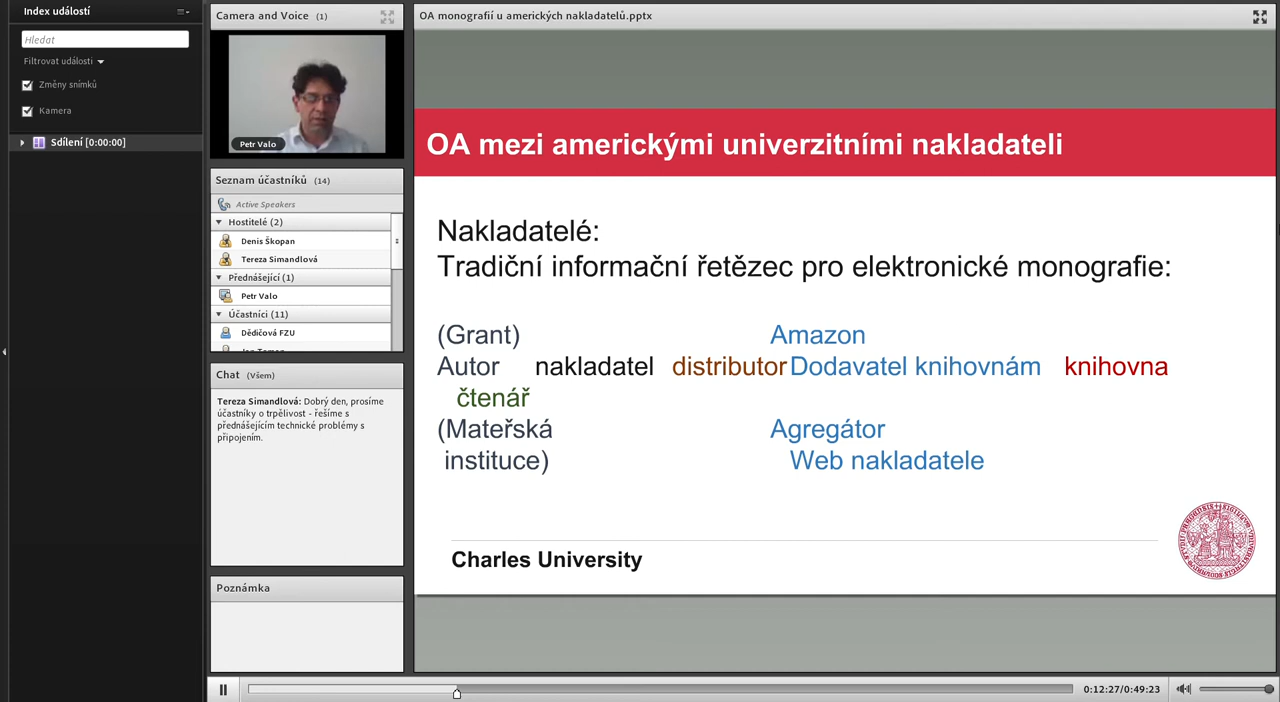 Index událostí
Hledat
Filtrovat události
Změny snímků
Kamera
Sdílení [0:00:00]
Camera and Voice (1)
Petr Valo
Seznam účastníků (14)
Active Speakers
Hostitelé (2)
Denis Škopan
Tereza Simandlová
Přednášející (1)
Petr Valo
Účastníci (11)
Dědičová FZU
Chat (Všem)
Tereza Simandlová: Dobrý den, prosíme
účastníky o trpělivost - řešíme s
přednášejícím technické problémy s
připojením.
Poznámka
OA monografií u amerických nakladatelů.pptx
OA mezi americkými univerzitními nakladateli
Nakladatelé:
Tradiční informační řetězec pro elektronické monografie:
(Grant) Amazon
Autor nakladatel distributor Dodavatel knihovnám knihovna
čtenář
(Mateřská Agregátor
instituce) Web nakladatele
Charles University
0:12:27/0:49:23